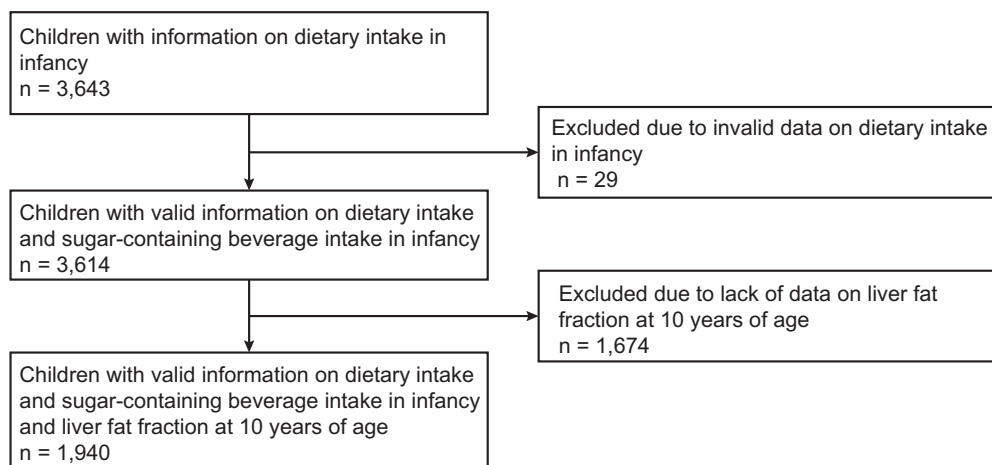 Children with information on dietary intake in
infancy
n = 3,643
Excluded due to invalid data on dietary intake
in infancy
n = 29
Children with valid information on dietary intake
and sugar-containing beverage intake in infancy
n = 3,614
Excluded due to lack of data on liver fat
fraction at 10 years of age
n = 1,674
Children with valid information on dietary intake
and sugar-containing beverage intake in infancy
and liver fat fraction at 10 years of age
n = 1,940